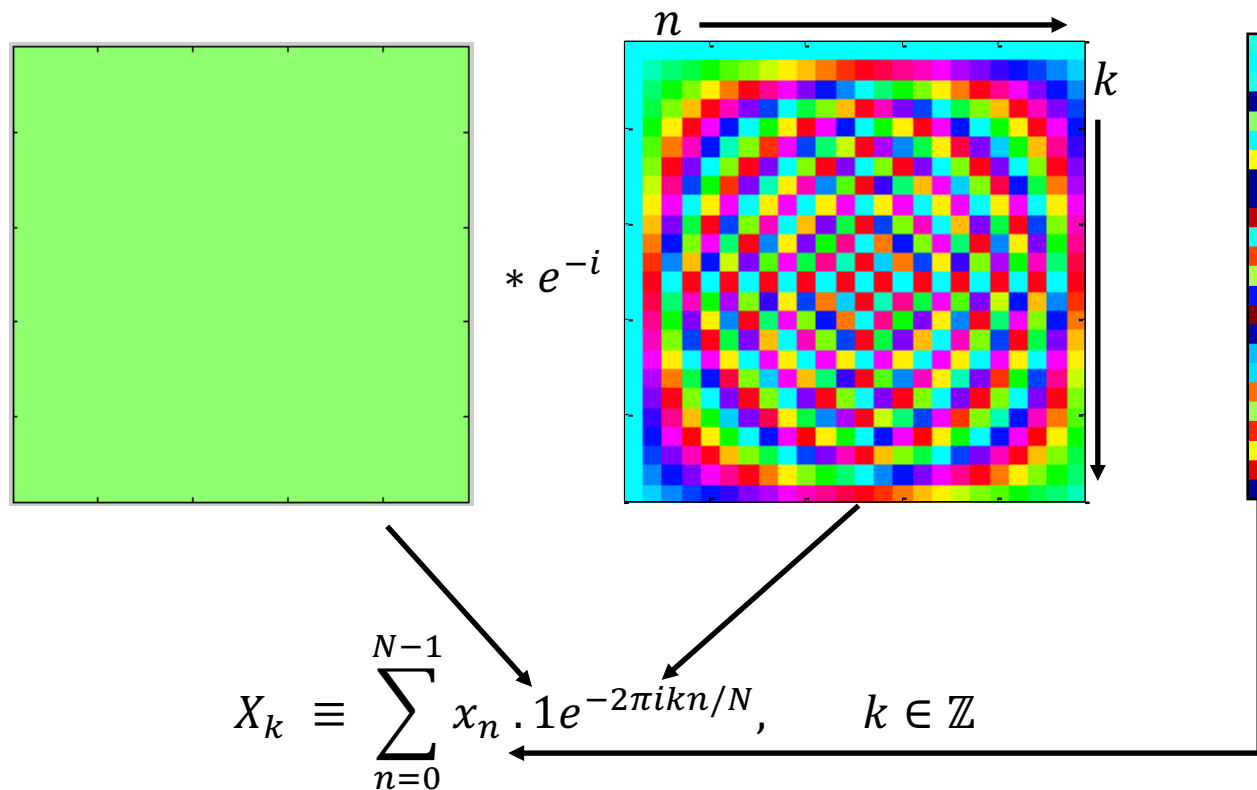 n
k
* e^{-i}
X_k ≡ \sum_{n=0}^{N-1} x_n . 1e^{-2πikn/N}, k ∈ ℤ